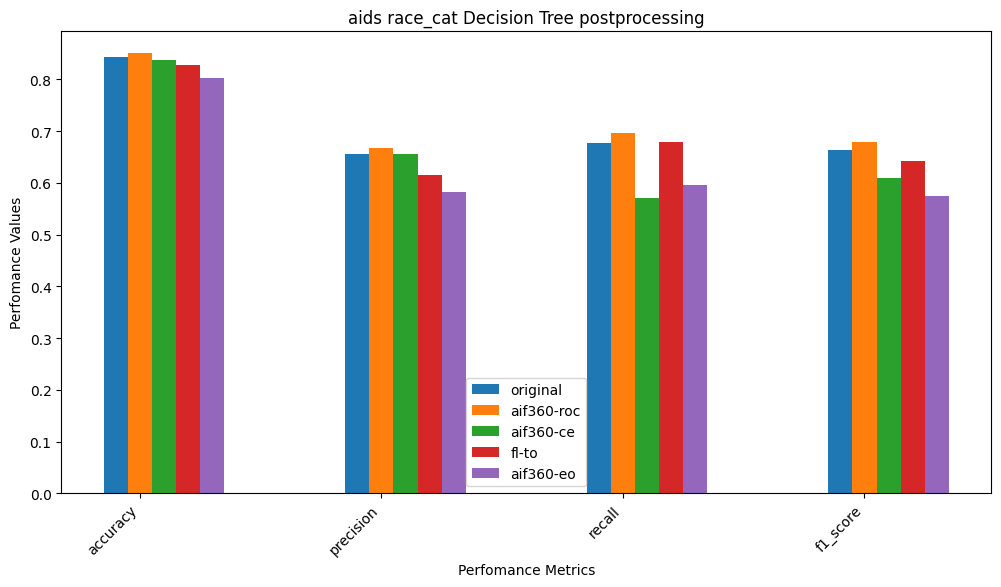 aids race_cat Decision Tree postprocessing
Perfomance Values
0.8
0.7
0.6
0.5
0.4
0.3
0.2
0.1
0.0
original
aif360-roc
aif360-ce
fl-to
aif360-eo
accuracy
precision
recall
f1_score
Perfomance Metrics